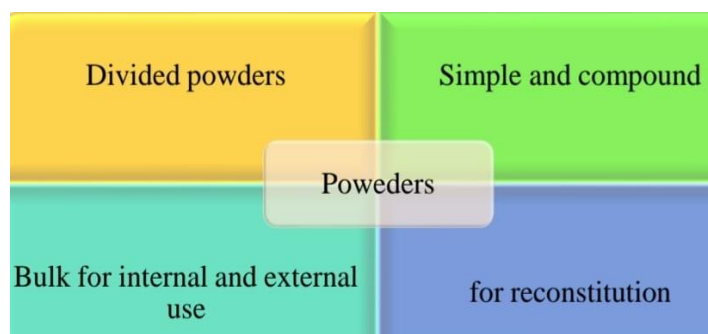 Divided powders
Simple and compound
Poweders
Bulk for internal and external
use
for reconstitution